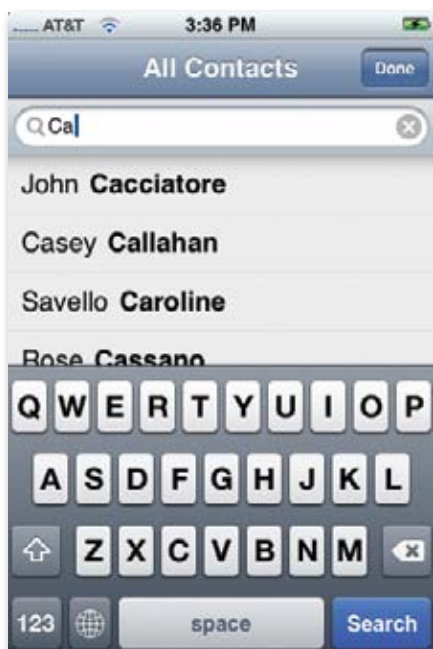 AT&T 3:36 PM
All Contacts Done
Ca
John Cacciatore
Casey Callahan
Savello Caroline
Rose Cassano
Q W E R T Y U I O P
A S D F G H J K L
Z X C V B N M
123 space Search